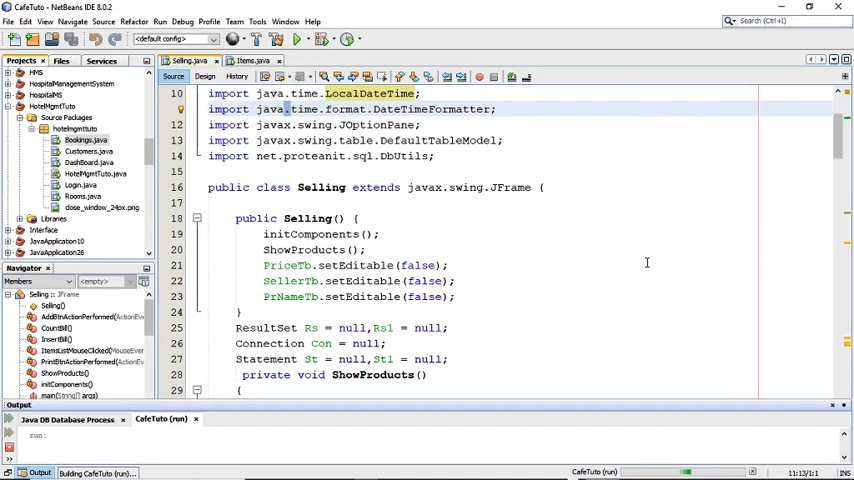 CafeTuto - NetBeans IDE 8.0.2
File Edit View Navigate Source Refactor Run Debug Profile Team Tools Window Help
Search (Ctrl+I)
<default config>
Projects Files Services
Selling.java Items.java
Source Design History
HMS
HospitalManagementSystem
HospitalMS
HotelMgmtTuto
Source Packages
hotelmgmttuto
Bookings.java
Customers.java
DashBoard.java
HotelMgmtTuto.java
Login.java
Rooms.java
close_window_24px.png
Libraries
Interface
JavaApplication10
JavaApplication26
Navigator
Members <empty>
Selling :: JFrame
Selling()
AddBtnActionPerformed(ActionEve
CountBill()
InsertBill()
ItemsListMouseClicked(MouseEve
PrintBtnActionPerformed(ActionE
ShowProducts()
initComponents()
main(String[] args)
10 import java.time.LocalDateTime;
11 import java.time.format.DateTimeFormatter;
12 import javax.swing.JOptionPane;
13 import javax.swing.table.DefaultTableModel;
14 import net.proteanit.sql.DbUtils;
15
16 public class Selling extends javax.swing.JFrame {
17
18 public Selling() {
19 initComponents();
20 ShowProducts();
21 PriceTb.setEditable(false);
22 SellerTb.setEditable(false);
23 PrNameTb.setEditable(false);
24 }
25 ResultSet Rs = null,Rs1 = null;
26 Connection Con = null;
27 Statement St = null,St1 = null;
28 private void ShowProducts()
29 {
Output
Java DB Database Process CafeTuto (run)
run:
Output Building CafeTuto (run)... CafeTuto (run) 11:13/1:1 INS